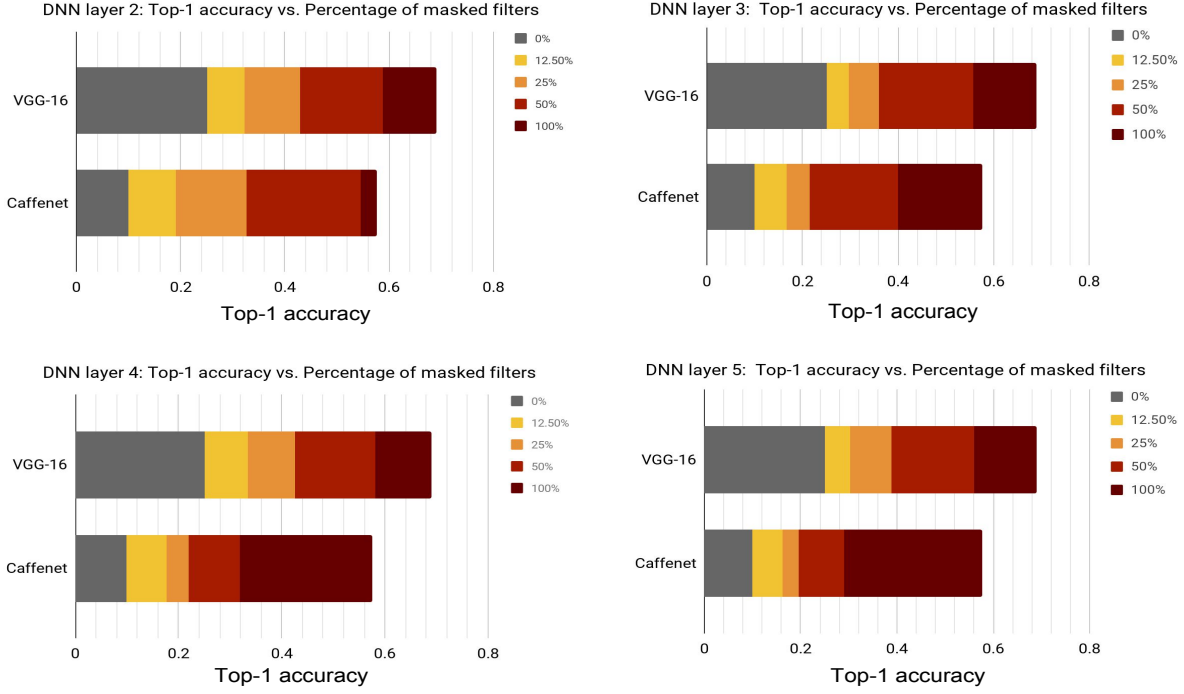 DNN layer 2: Top-1 accuracy vs. Percentage of masked filters
0%
12.50%
25%
50%
100%
VGG-16
Caffenet
0 0.2 0.4 0.6 0.8
Top-1 accuracy
DNN layer 3: Top-1 accuracy vs. Percentage of masked filters
0%
12.50%
25%
50%
100%
VGG-16
Caffenet
0 0.2 0.4 0.6 0.8
Top-1 accuracy
DNN layer 4: Top-1 accuracy vs. Percentage of masked filters
0%
12.50%
25%
50%
100%
VGG-16
Caffenet
0 0.2 0.4 0.6 0.8
Top-1 accuracy
DNN layer 5: Top-1 accuracy vs. Percentage of masked filters
0%
12.50%
25%
50%
100%
VGG-16
Caffenet
0 0.2 0.4 0.6 0.8
Top-1 accuracy